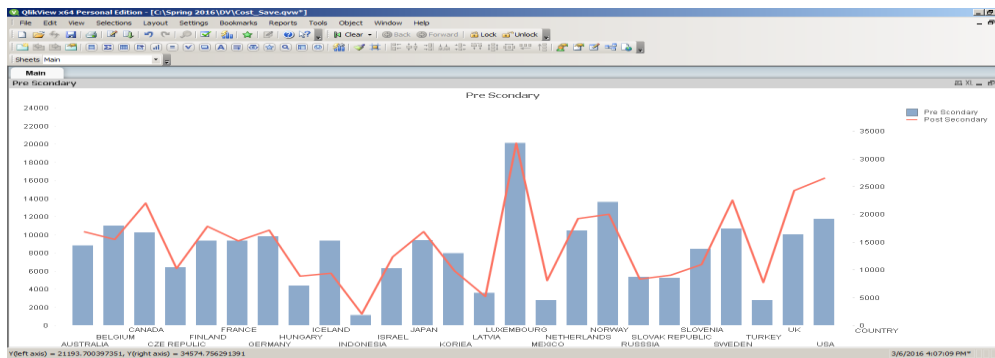 QlikView x64 Personal Edition - [C:\Spring 2016\DV\Cost_Save.qvw*]
File Edit View Selections Layout Settings Bookmarks Reports Tools Object Window Help
Clear Back Forward Lock Unlock
Sheets Main
Main
Pre Scondary XL
Pre Scondary
Pre Scondary
Post Secondary
24000
22000
20000
18000
16000
14000
12000
10000
8000
6000
4000
2000
0
35000
30000
25000
20000
15000
10000
5000
0
CANADA FRANCE ICELAND JAPAN LUXEMBOURG NORWAY SLOVENIA UK COUNTRY
BELGIUM FINLAND HUNGARY ISRAEL LATVIA NETHERLANDS SLOVAK REPUBLIC TURKEY
AUSTRALIA CZE REPULIC GERMANY INDONESIA KORIEA MEXICO RUSSSIA SWEDEN USA
Y(left axis) = 21193.700397351, Y(right axis) = 34574.756291391 3/6/2016 4:07:09 PM*